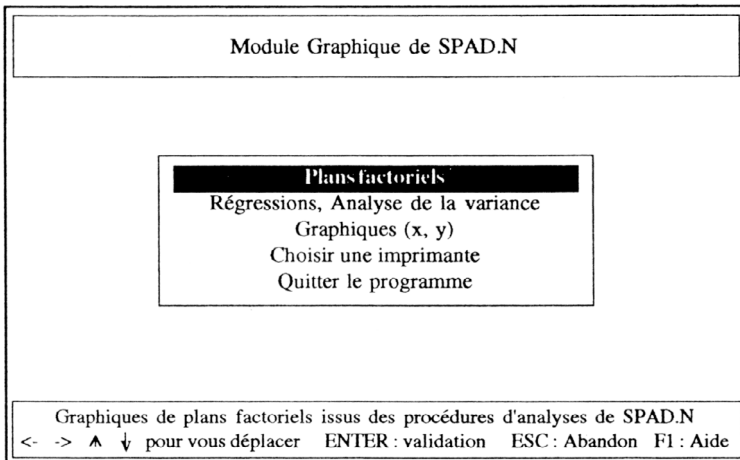 Module Graphique de SPAD.N
Plans factoriels
Régressions, Analyse de la variance
Graphiques (x, y)
Choisir une imprimante
Quitter le programme
Graphiques de plans factoriels issus des procédures d'analyses de SPAD.N
<- -> ↑ ↓ pour vous déplacer ENTER : validation ESC : Abandon F1 : Aide